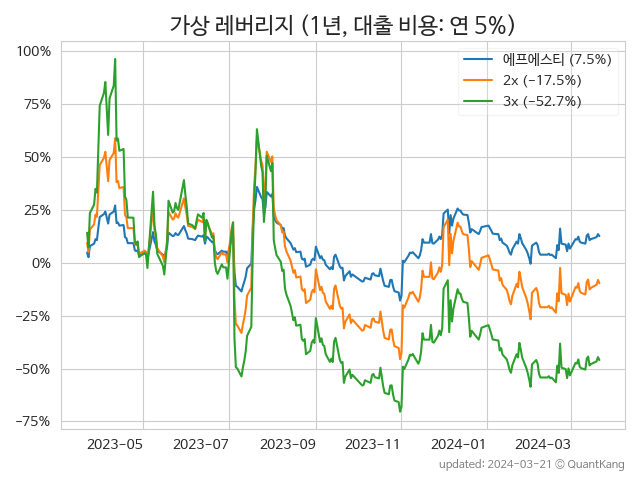 가상 레버리지 (1년, 대출 비용: 연 5%)
에프에스티 (7.5%)
2x (−17.5%)
3x (−52.7%)
100%
75%
50%
25%
0%
−25%
−50%
−75%
2023-05
2023-07
2023-09
2023-11
2024-01
2024-03
updated: 2024-03-21 © QuantKang